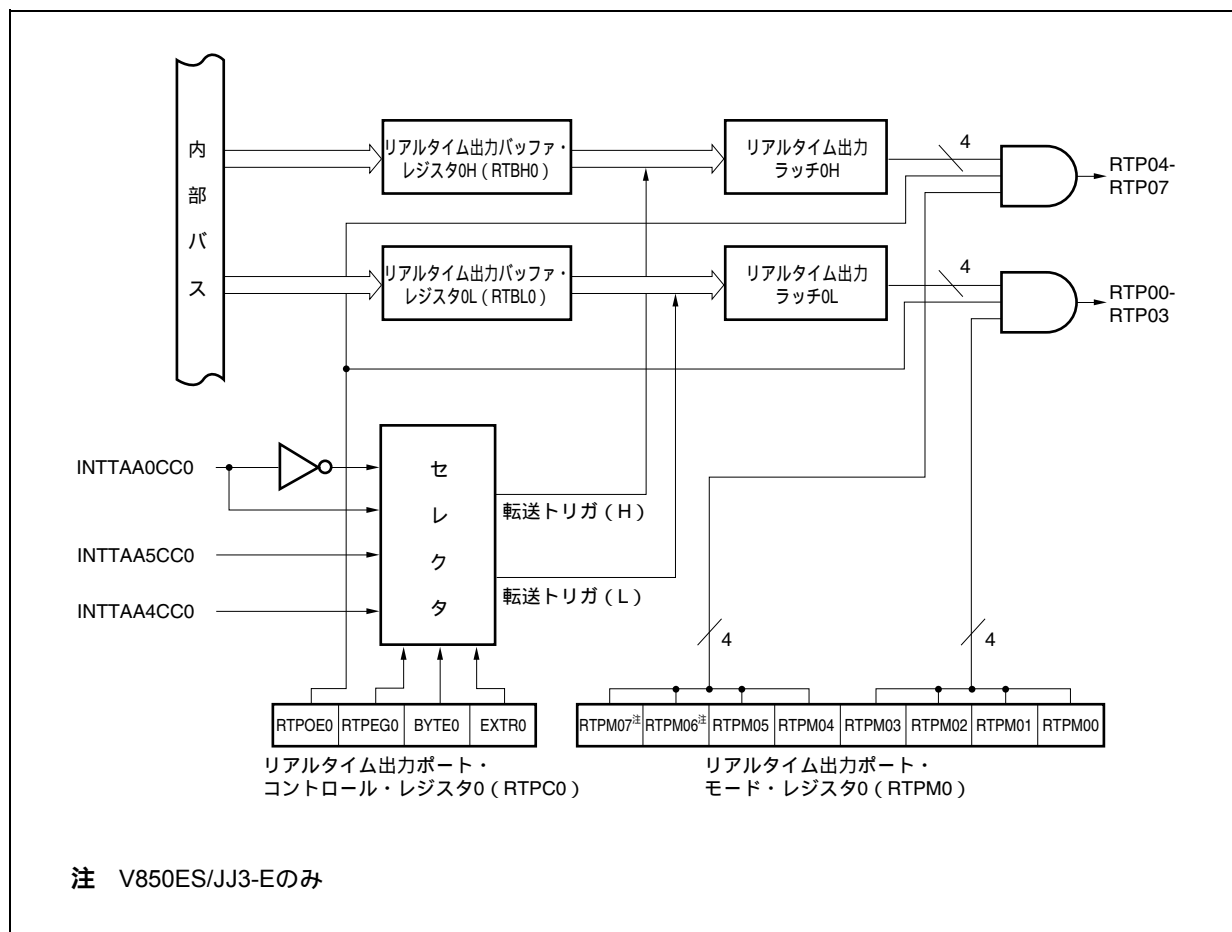 内部バス
リアルタイム出力バッファ・
レジスタ0H（RTBH0）
リアルタイム出力
ラッチ0H
4
RTP04-
RTP07
リアルタイム出力バッファ・
レジスタ0L（RTBL0）
リアルタイム出力
ラッチ0L
4
RTP00-
RTP03
INTTAA0CC0
INTTAA5CC0
INTTAA4CC0
セレクタ
転送トリガ（H）
転送トリガ（L）
4
4
RTPOE0 RTPEG0 BYTE0 EXTR0
リアルタイム出力ポート・
コントロール・レジスタ0（RTPC0）
RTPM07注 RTPM06注 RTPM05 RTPM04 RTPM03 RTPM02 RTPM01 RTPM00
リアルタイム出力ポート・
モード・レジスタ0（RTPM0）
注 V850ES/JJ3-Eのみ